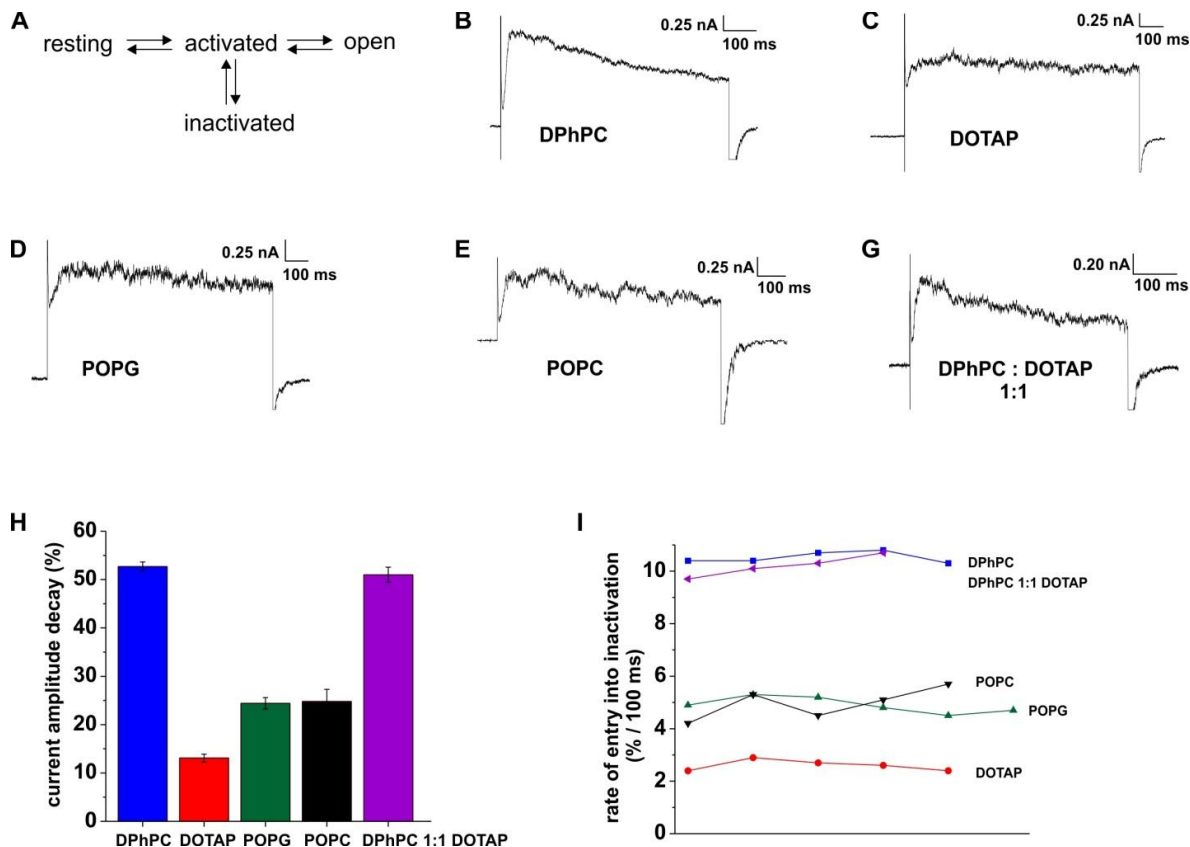 A
resting activated open
inactivated
B
0.25 nA
100 ms
DPhPC
C
0.25 nA
100 ms
DOTAP
D
0.25 nA
100 ms
POPG
E
0.25 nA
100 ms
POPC
G
0.20 nA
100 ms
DPhPC : DOTAP
1:1
H
current amplitude decay (%)
60
50
40
30
20
10
0
DPhPC DOTAP POPG POPC DPhPC 1:1 DOTAP
I
rate of entry into inactivation
(% / 100 ms)
10
8
6
4
2
0
DPhPC
DPhPC 1:1 DOTAP
POPC
POPG
DOTAP